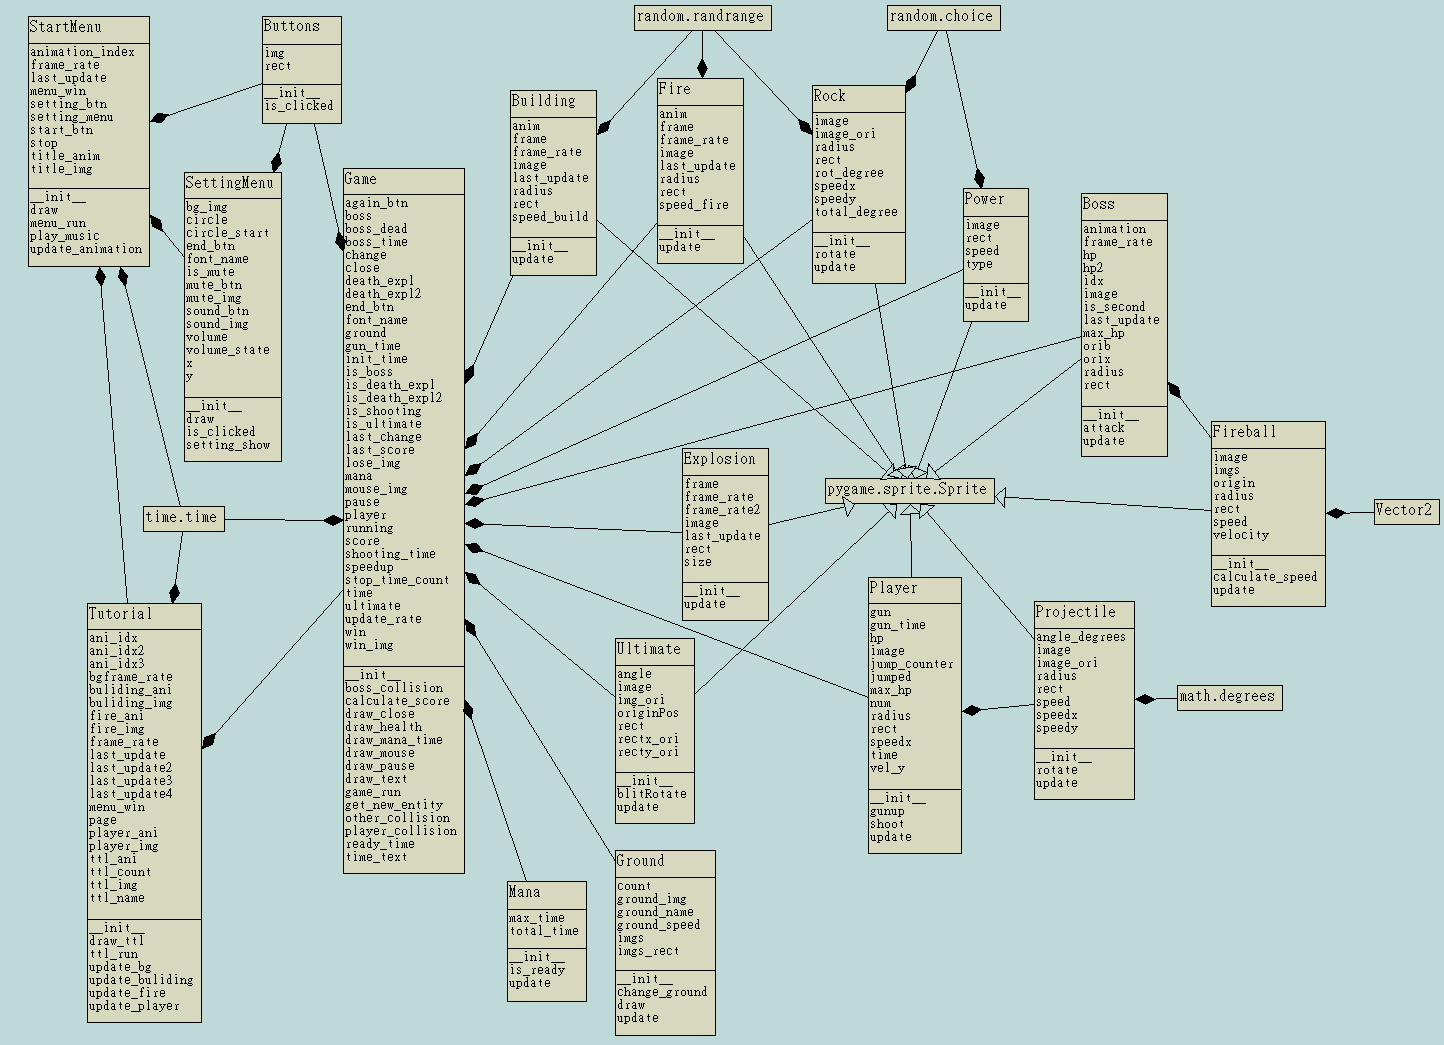 StartMenu
animation_index
frame_rate
last_update
menu_win
setting_btn
setting_menu
start_btn
stop
title_anim
title_img
__init__
draw
menu_run
play_music
update_animation
Buttons
img
rect
__init__
is_clicked
SettingMenu
bg_img
circle
circle_start
end_btn
font_name
is_mute
mute_btn
mute_img
sound_btn
sound_img
volume
volume_state
x
y
__init__
draw
is_clicked
setting_show
Game
again_btn
boss
boss_dead
boss_time
change
close
death_expl
death_expl2
end_btn
font_name
ground
gun_time
init_time
is_boss
is_death_expl
is_death_expl2
is_shooting
is_ultimate
last_change
last_score
lose_img
mana
mouse_img
pause
player
running
score
shooting_time
speedup
stop_time_count
time
ultimate
update_rate
win
win_img
__init__
boss_collision
calculate_score
draw_close
draw_health
draw_mana_time
draw_mouse
draw_pause
draw_text
game_run
get_new_entity
other_collision
player_collision
ready_time
time_text
random.randrange
random.choice
Building
anim
frame
frame_rate
image
last_update
radius
rect
speed_build
__init__
update
Fire
anim
frame
frame_rate
image
last_update
radius
rect
speed_fire
__init__
update
Rock
image
image_ori
radius
rect
rot_degree
speedx
speedy
total_degree
__init__
rotate
update
Power
image
rect
speed
type
__init__
update
Boss
animation
frame_rate
hp
hp2
idx
image
is_second
last_update
max_hp
orib
orix
radius
rect
__init__
attack
update
Fireball
image
imgs
origin
radius
rect
speed
velocity
__init__
calculate_speed
update
Vector2
pygame.sprite.Sprite
Explosion
frame
frame_rate
frame_rate2
image
last_update
rect
size
__init__
update
time.time
Tutorial
ani_idx
ani_idx2
ani_idx3
bgframe_rate
buliding_ani
buliding_img
fire_ani
fire_img
frame_rate
last_update
last_update2
last_update3
last_update4
menu_win
page
player_ani
player_img
ttl_ani
ttl_count
ttl_img
ttl_name
__init__
draw_ttl
ttl_run
update_bg
update_buliding
update_fire
update_player
Ultimate
angle
image
img_ori
originPos
rect
rectx_ori
recty_ori
__init__
blitRotate
update
Player
gun
gun_time
hp
image
jump_counter
jumped
max_hp
num
radius
rect
speedx
time
vel_y
__init__
gunup
shoot
update
Projectile
angle_degrees
image
image_ori
radius
rect
speed
speedx
speedy
__init__
rotate
update
math.degrees
Mana
max_time
total_time
__init__
is_ready
update
Ground
count
ground_img
ground_name
ground_speed
imgs
imgs_rect
__init__
change_ground
draw
update